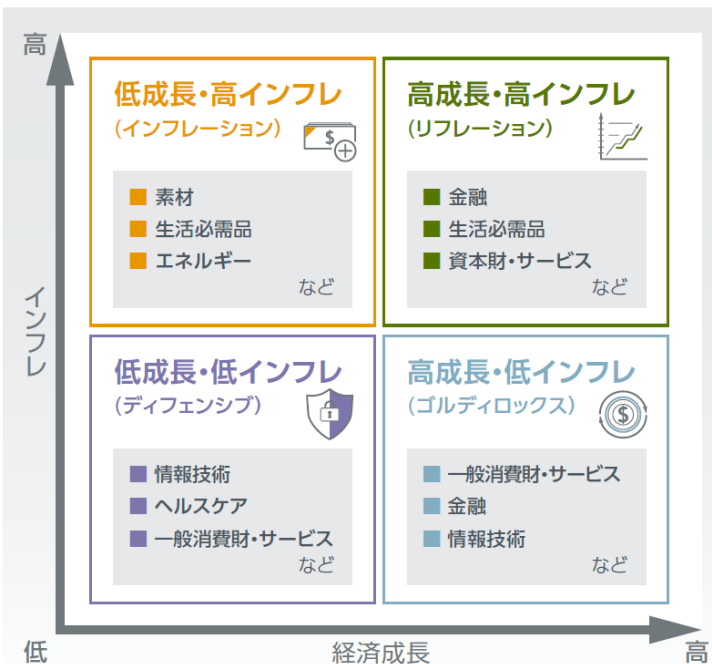 高
低成長・高インフレ
(インフレーション)
$
素材
生活必需品
エネルギー
など
高成長・高インフレ
(リフレーション)
金融
生活必需品
資本財・サービス
など
インフレ
低成長・低インフレ
(ディフェンシブ)
情報技術
ヘルスケア
一般消費財・サービス
など
高成長・低インフレ
(ゴルディロックス)
$
一般消費財・サービス
金融
情報技術
など
低
経済成長
高